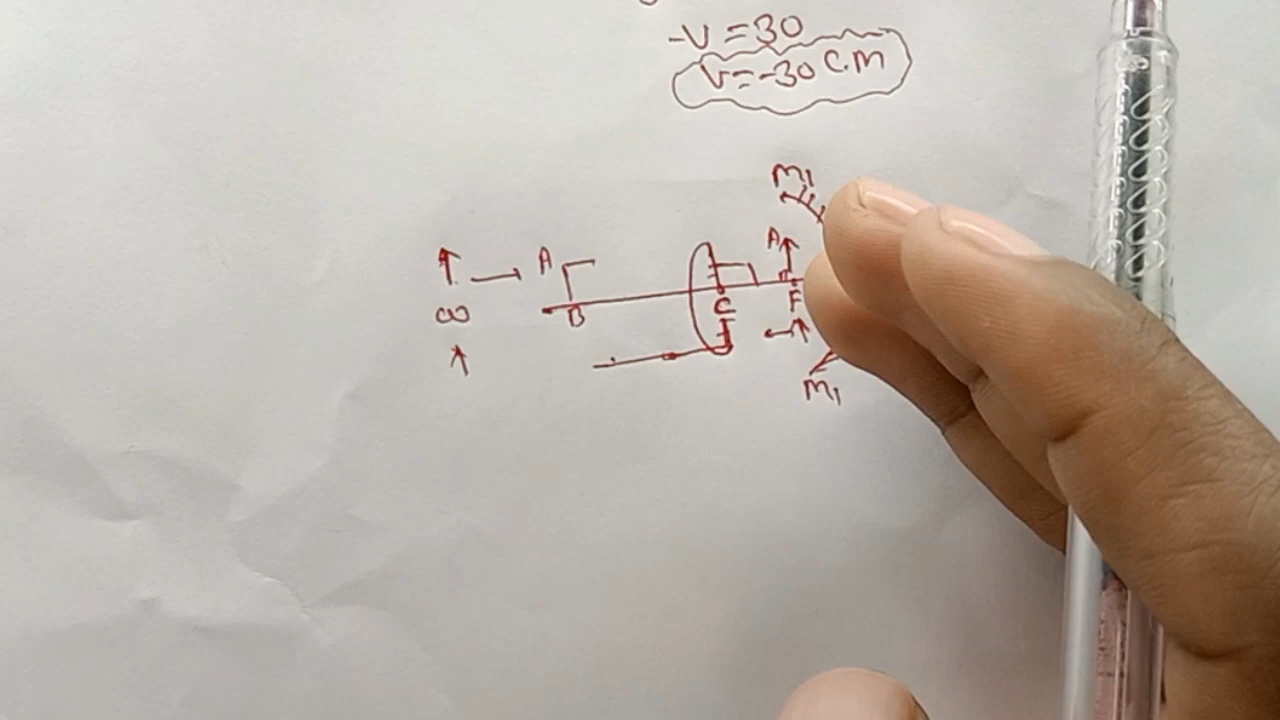 -V = 30
V = -30 C.M
M1
A
A
∞
B
C
F
M1